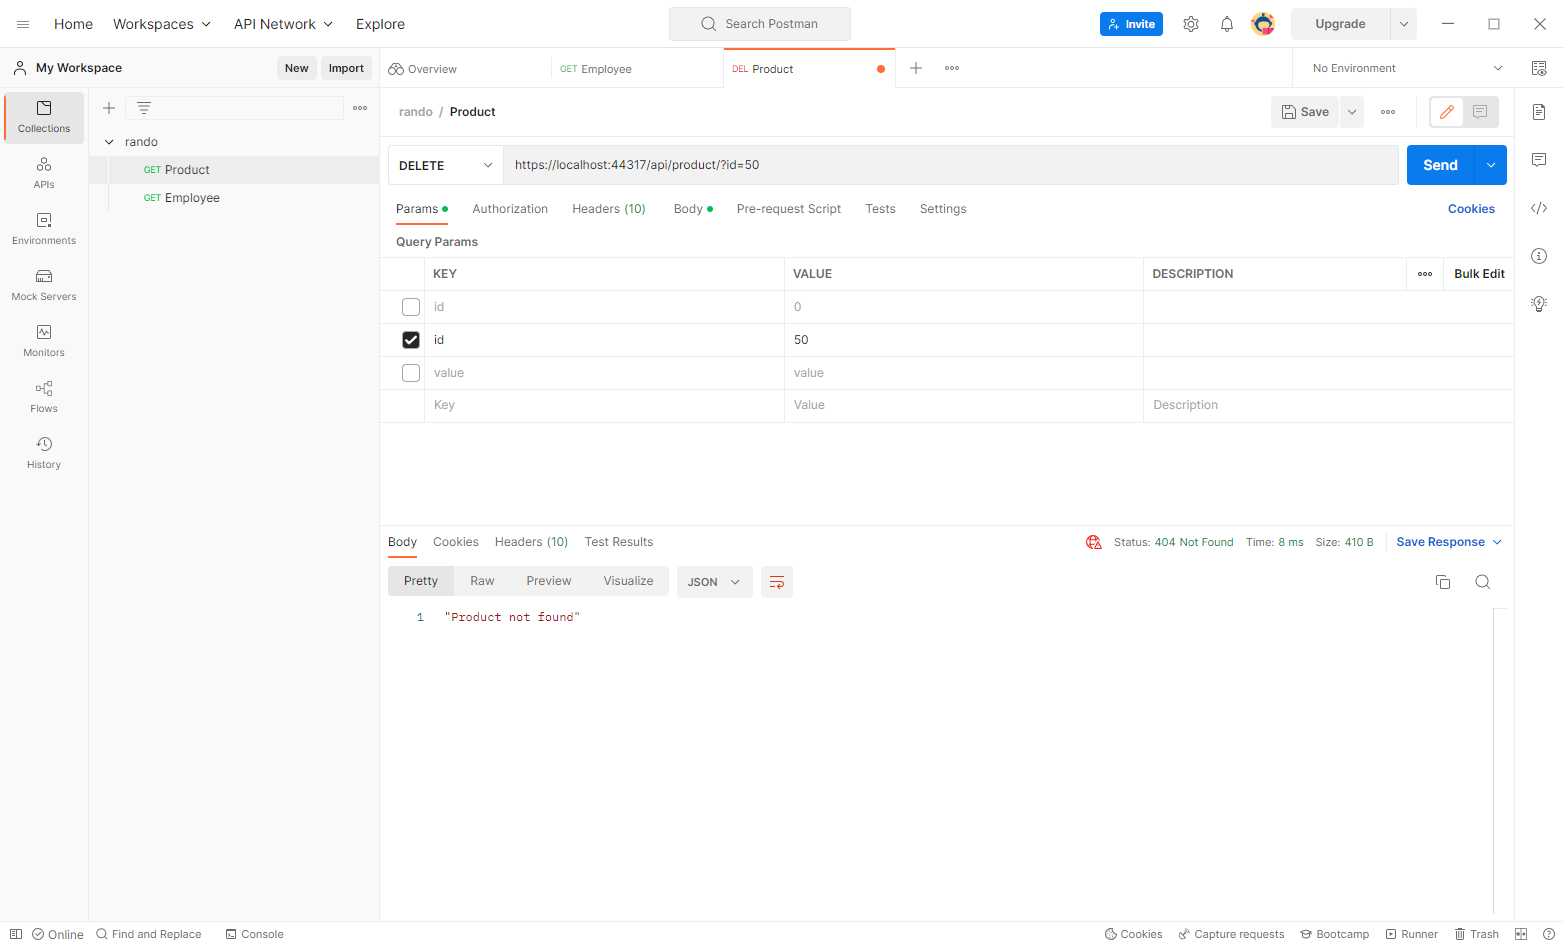 Home Workspaces API Network Explore Search Postman Invite Upgrade
My Workspace New Import Overview GET Employee DEL Product No Environment
Collections
APIs
Environments
Mock Servers
Monitors
Flows
History
rando
GET Product
GET Employee
rando / Product Save
DELETE https://localhost:44317/api/product/?id=50 Send
Params Authorization Headers (10) Body Pre-request Script Tests Settings Cookies
Query Params
KEY VALUE DESCRIPTION Bulk Edit
id 0
id 50
value value
Key Value Description
Body Cookies Headers (10) Test Results Status: 404 Not Found Time: 8 ms Size: 410 B Save Response
Pretty Raw Preview Visualize JSON
1 "Product not found"
Online Find and Replace Console Cookies Capture requests Bootcamp Runner Trash